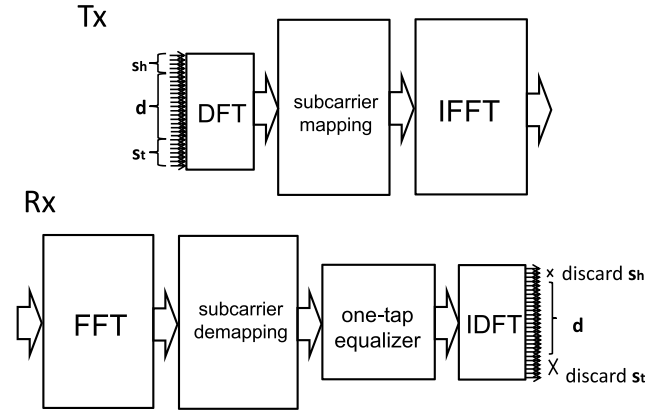 Tx
sh
d
st
DFT
subcarrier
mapping
IFFT
Rx
FFT
subcarrier
demapping
one-tap
equalizer
IDFT
x discard sh
d
X discard st